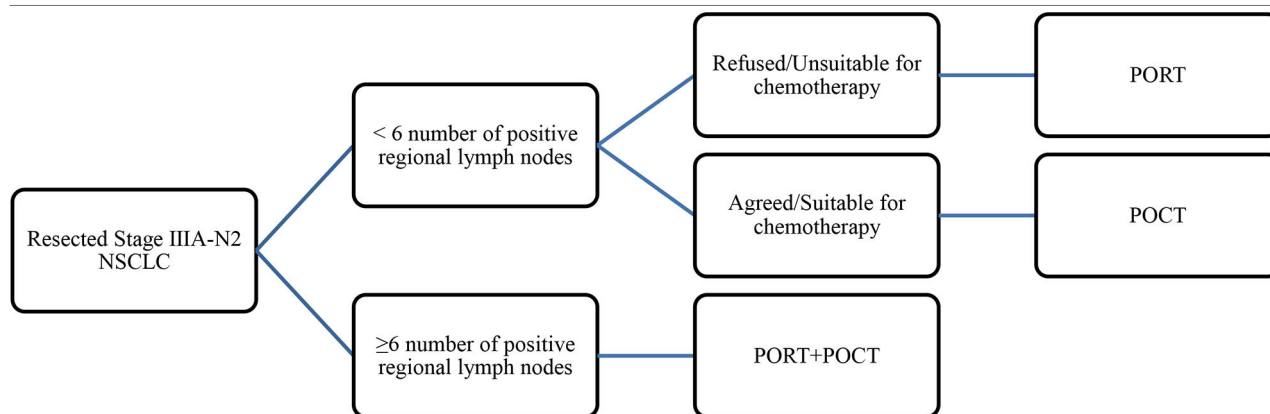 Resected Stage IIIA-N2
NSCLC
< 6 number of positive
regional lymph nodes
Refused/Unsuitable for
chemotherapy
PORT
Agreed/Suitable for
chemotherapy
POCT
≥6 number of positive
regional lymph nodes
PORT+POCT